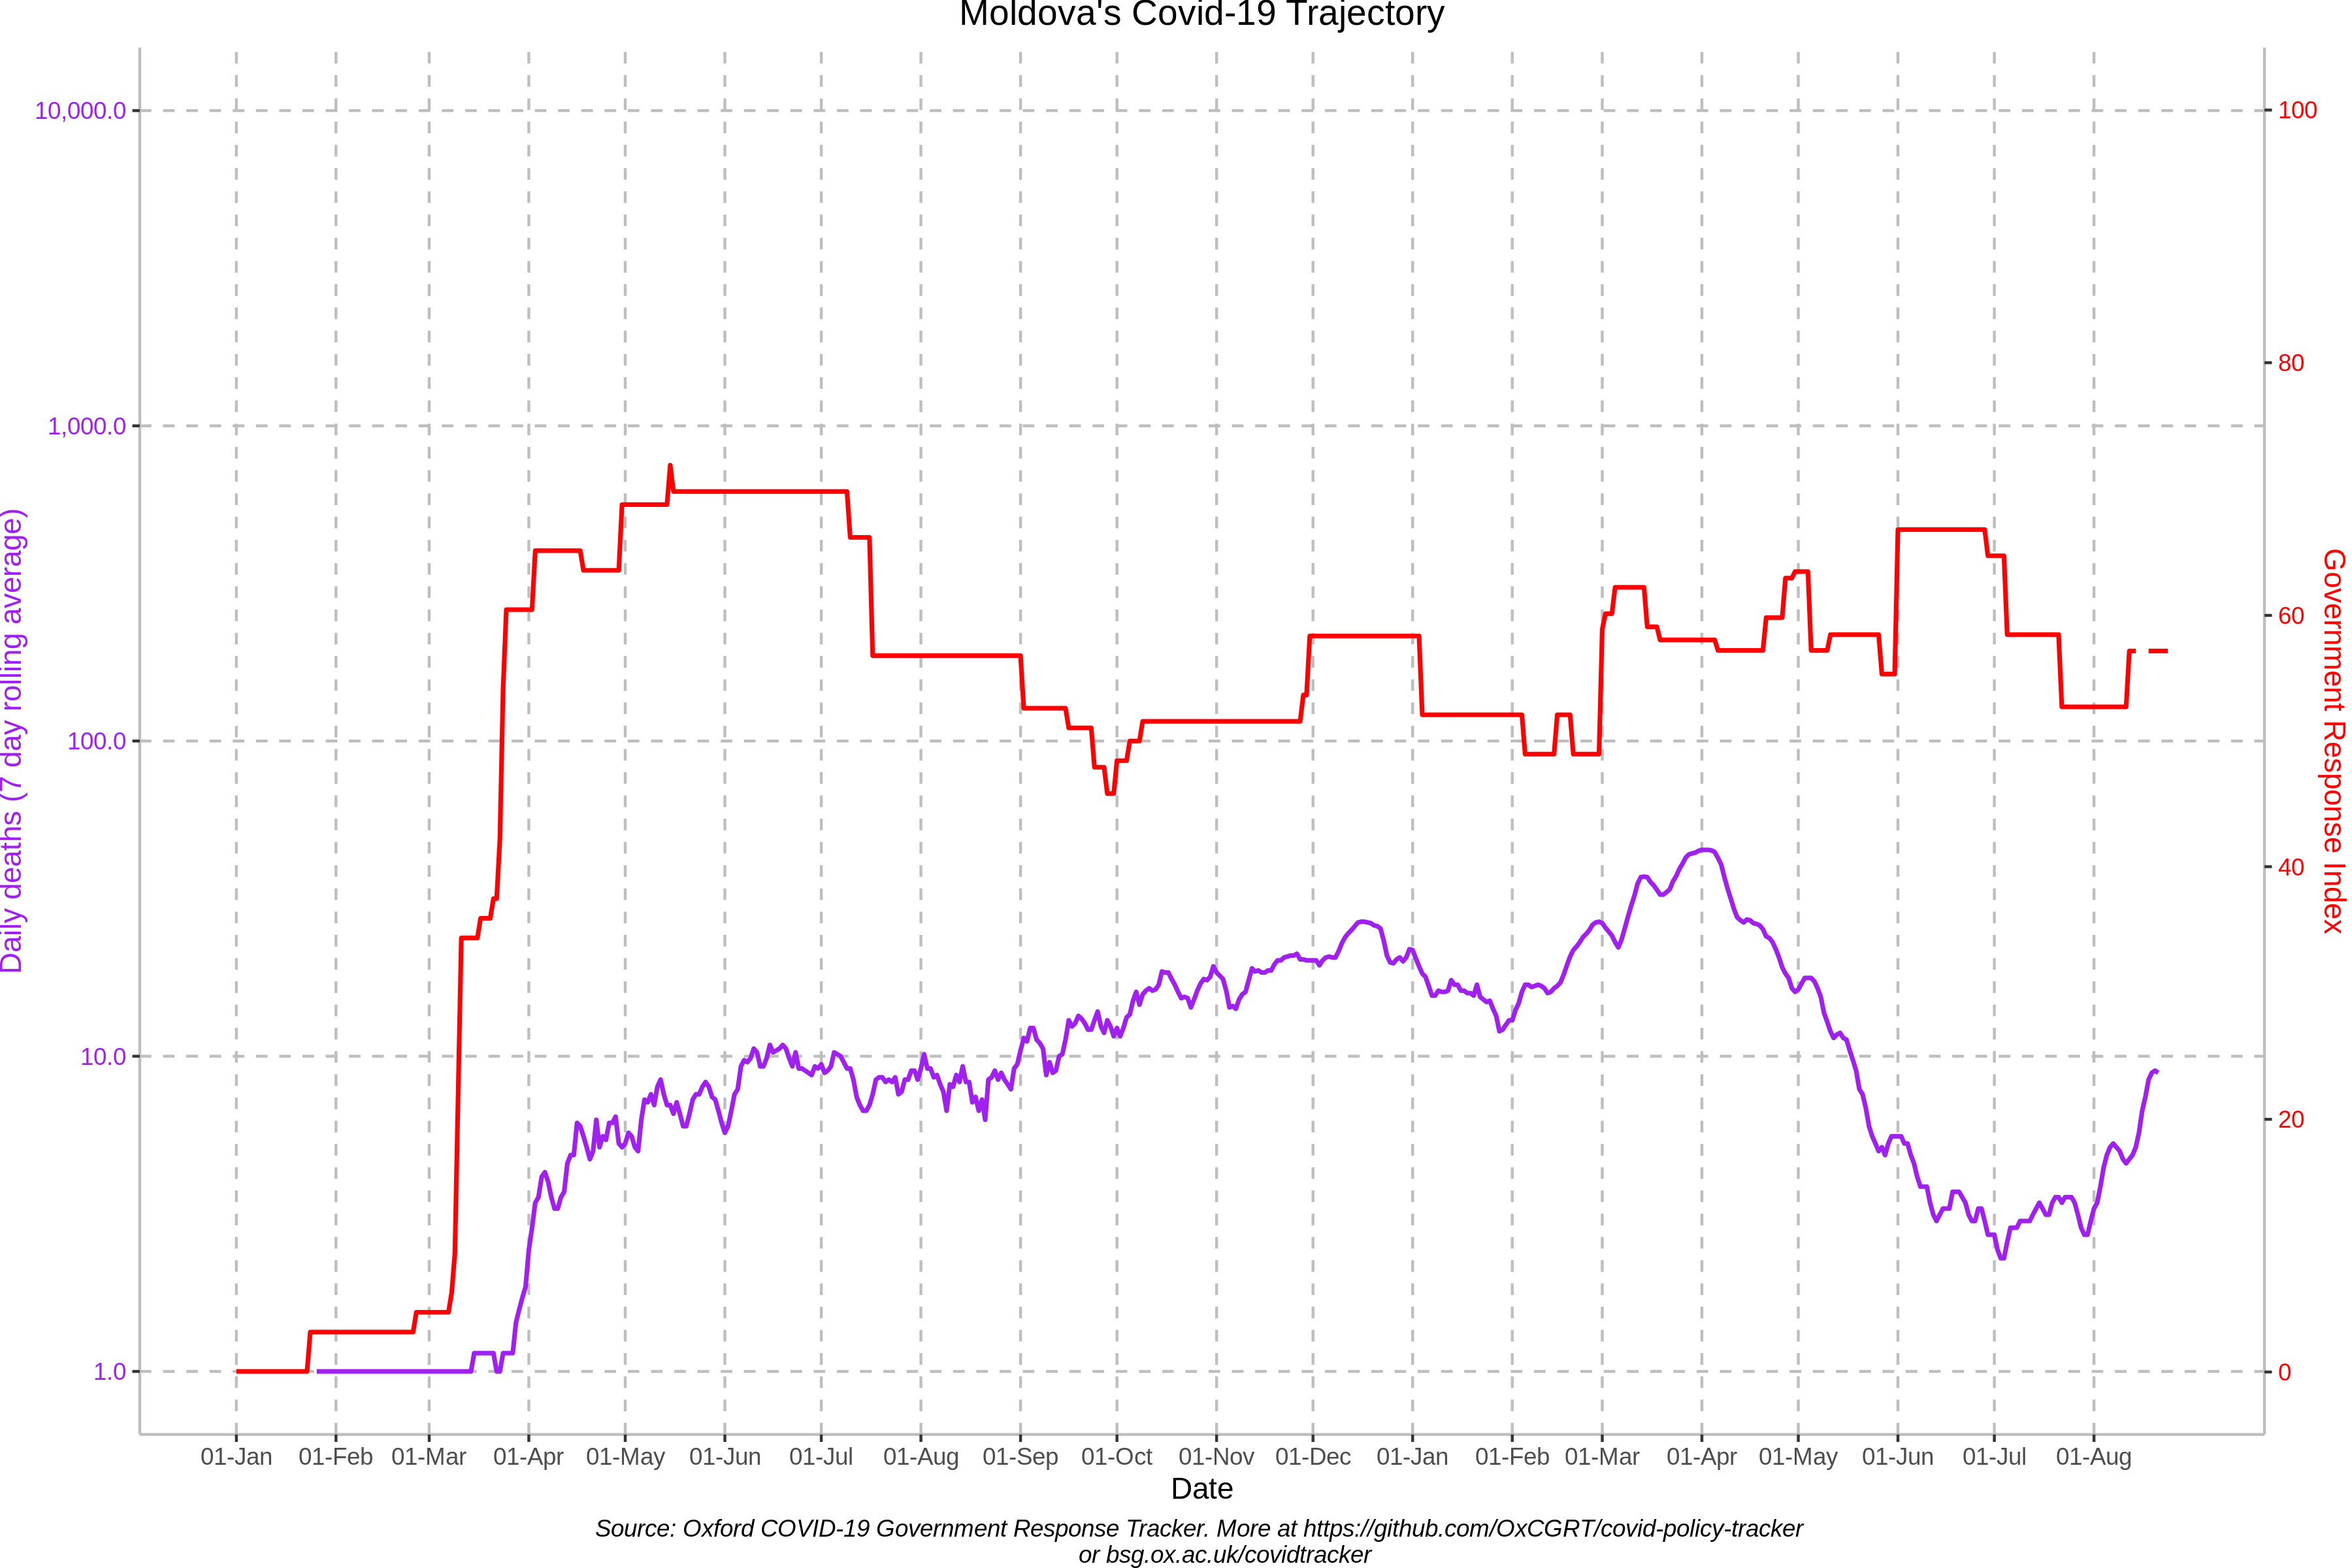 Moldova's Covid-19 Trajectory
10,000.0
1,000.0
100.0
10.0
1.0
Daily deaths (7 day rolling average)
100
80
60
40
20
0
Government Response Index
01-Jan 01-Feb 01-Mar 01-Apr 01-May 01-Jun 01-Jul 01-Aug 01-Sep 01-Oct 01-Nov 01-Dec 01-Jan 01-Feb 01-Mar 01-Apr 01-May 01-Jun 01-Jul 01-Aug
Date
Source: Oxford COVID-19 Government Response Tracker. More at https://github.com/OxCGRT/covid-policy-tracker
or bsg.ox.ac.uk/covidtracker